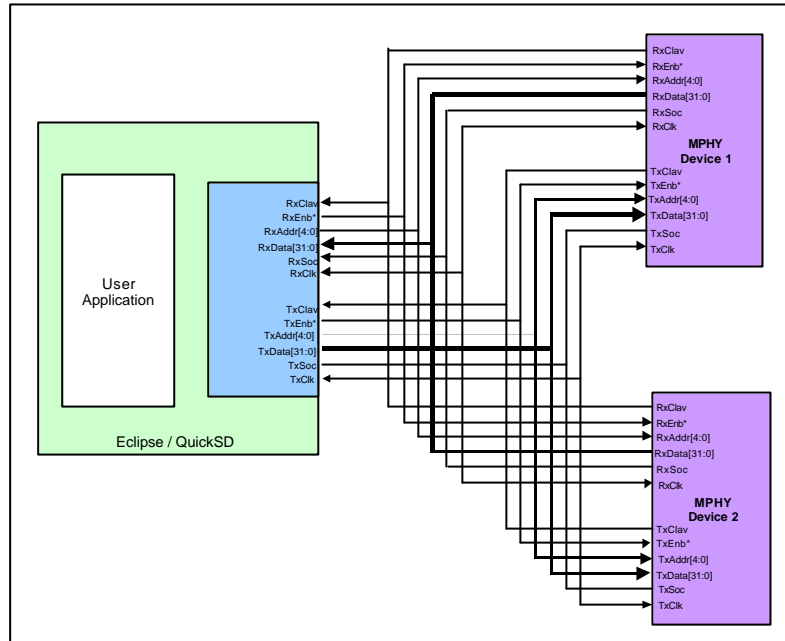 User
Application
Eclipse / QuickSD
RxClav
RxEnb*
RxAddr[4:0]
RxData[31:0]
RxSoc
RxClk
TxClav
TxEnb*
TxAddr[4:0]
TxData[31:0]
TxSoc
TxClk
RxClav
RxEnb*
RxAddr[4:0]
RxData[31:0]
RxSoc
RxClk
MPHY
Device 1
TxClav
TxEnb*
TxAddr[4:0]
TxData[31:0]
TxSoc
TxClk
RxClav
RxEnb*
RxAddr[4:0]
RxData[31:0]
RxSoc
RxClk
MPHY
Device 2
TxClav
TxEnb*
TxAddr[4:0]
TxData[31:0]
TxSoc
TxClk